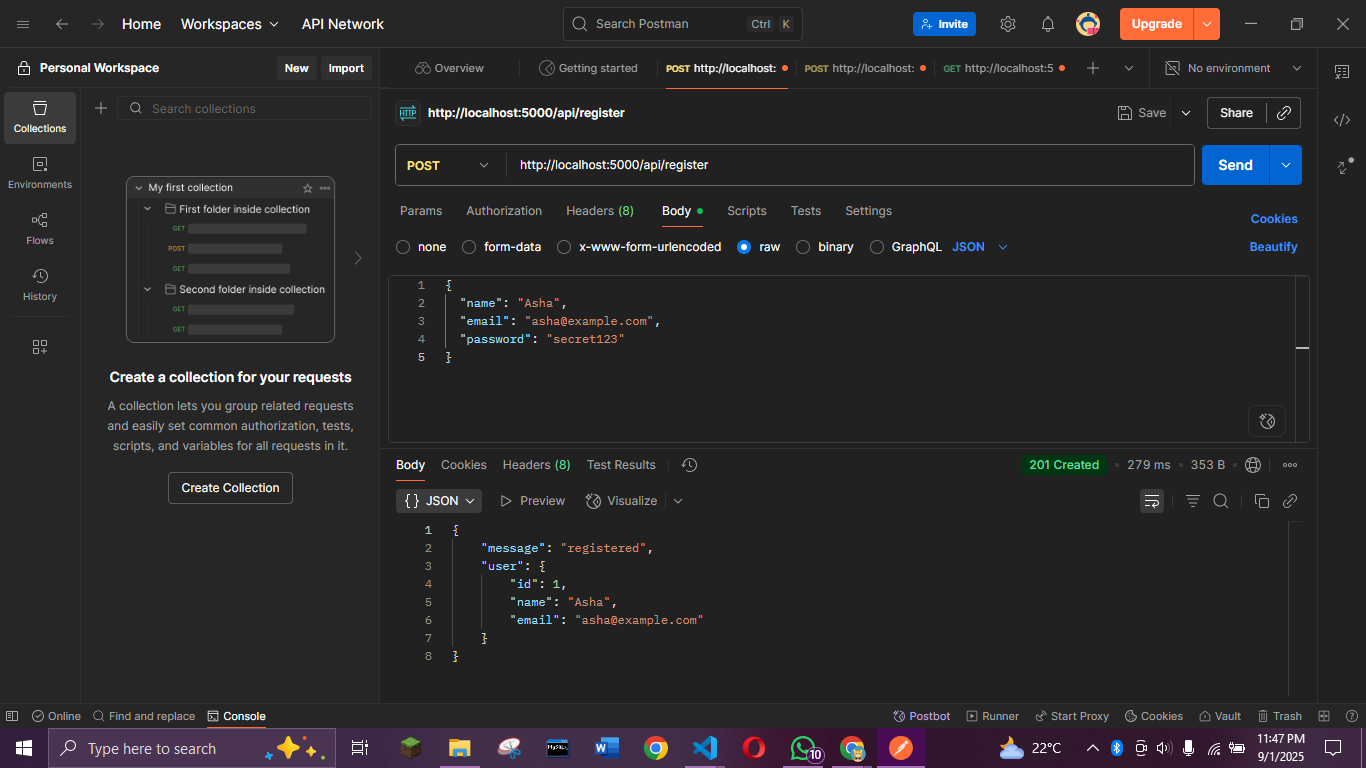 Home Workspaces API Network Search Postman Ctrl K Invite Upgrade
Personal Workspace New Import Overview Getting started POST http://localhost: POST http://localhost: GET http://localhost:5 No environment
Search collections
Collections
Environments
Flows
History
My first collection
First folder inside collection
GET
POST
GET
Second folder inside collection
GET
GET
Create a collection for your requests
A collection lets you group related requests
and easily set common authorization, tests,
scripts, and variables for all requests in it.
Create Collection
HTTP http://localhost:5000/api/register Save Share
POST http://localhost:5000/api/register Send
Params Authorization Headers (8) Body Scripts Tests Settings Cookies
none form-data x-www-form-urlencoded raw binary GraphQL JSON Beautify
1 {
2 "name": "Asha",
3 "email": "asha@example.com",
4 "password": "secret123"
5 }
Body Cookies Headers (8) Test Results 201 Created 279 ms 353 B
{} JSON Preview Visualize
1 {
2 "message": "registered",
3 "user": {
4 "id": 1,
5 "name": "Asha",
6 "email": "asha@example.com"
7 }
8 }
Online Find and replace Console Postbot Runner Start Proxy Cookies Vault Trash
Type here to search MySQL W 10 22°C 11:47 PM
9/1/2025